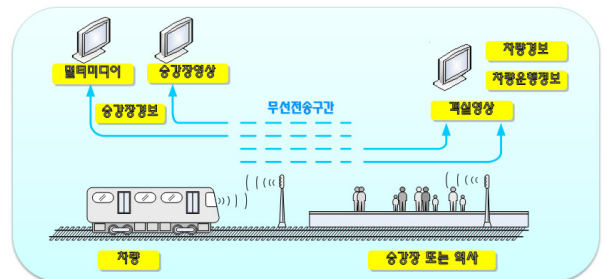 차량경보
멀티미디어
승강장영상
차량운행정보
승강장경보
무선전송구간
객실영상
차량
승강장 또는 역사